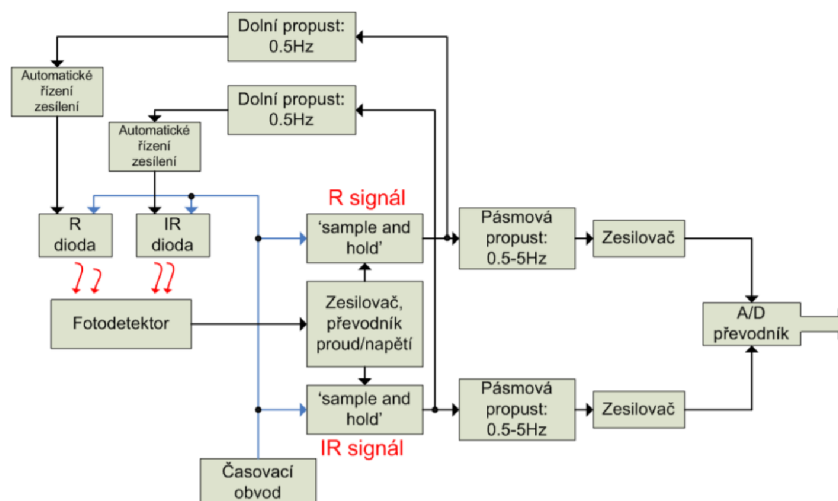 Dolní propust:
0.5Hz
Automatické
řízení
zesílení
Dolní propust:
0.5Hz
Automatické
řízení
zesílení
R signál
R
dioda
IR
dioda
‘sample and
hold’
Pásmová
propust:
0.5-5Hz
Zesilovač
Fotodetektor
Zesilovač,
převodník
proud/napětí
A/D
převodník
‘sample and
hold’
Pásmová
propust:
0.5-5Hz
Zesilovač
IR signál
Časovací
obvod